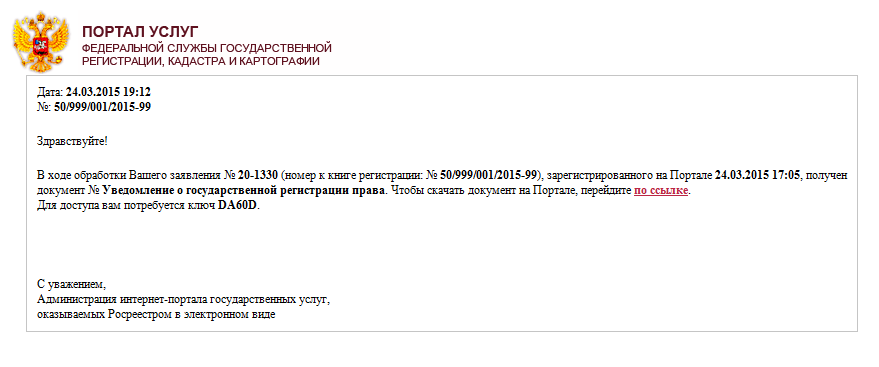 ПОРТАЛ УСЛУГ
ФЕДЕРАЛЬНОЙ СЛУЖБЫ ГОСУДАРСТВЕННОЙ
РЕГИСТРАЦИИ, КАДАСТРА И КАРТОГРАФИИ
Дата: 24.03.2015 19:12
№: 50/999/001/2015-99
Здравствуйте!
В ходе обработки Вашего заявления № 20-1330 (номер к книге регистрации: № 50/999/001/2015-99), зарегистрированного на Портале 24.03.2015 17:05, получен
документ № Уведомление о государственной регистрации права. Чтобы скачать документ на Портале, перейдите по ссылке.
Для доступа вам потребуется ключ DA60D.
С уважением,
Администрация интернет-портала государственных услуг,
оказываемых Росреестром в электронном виде